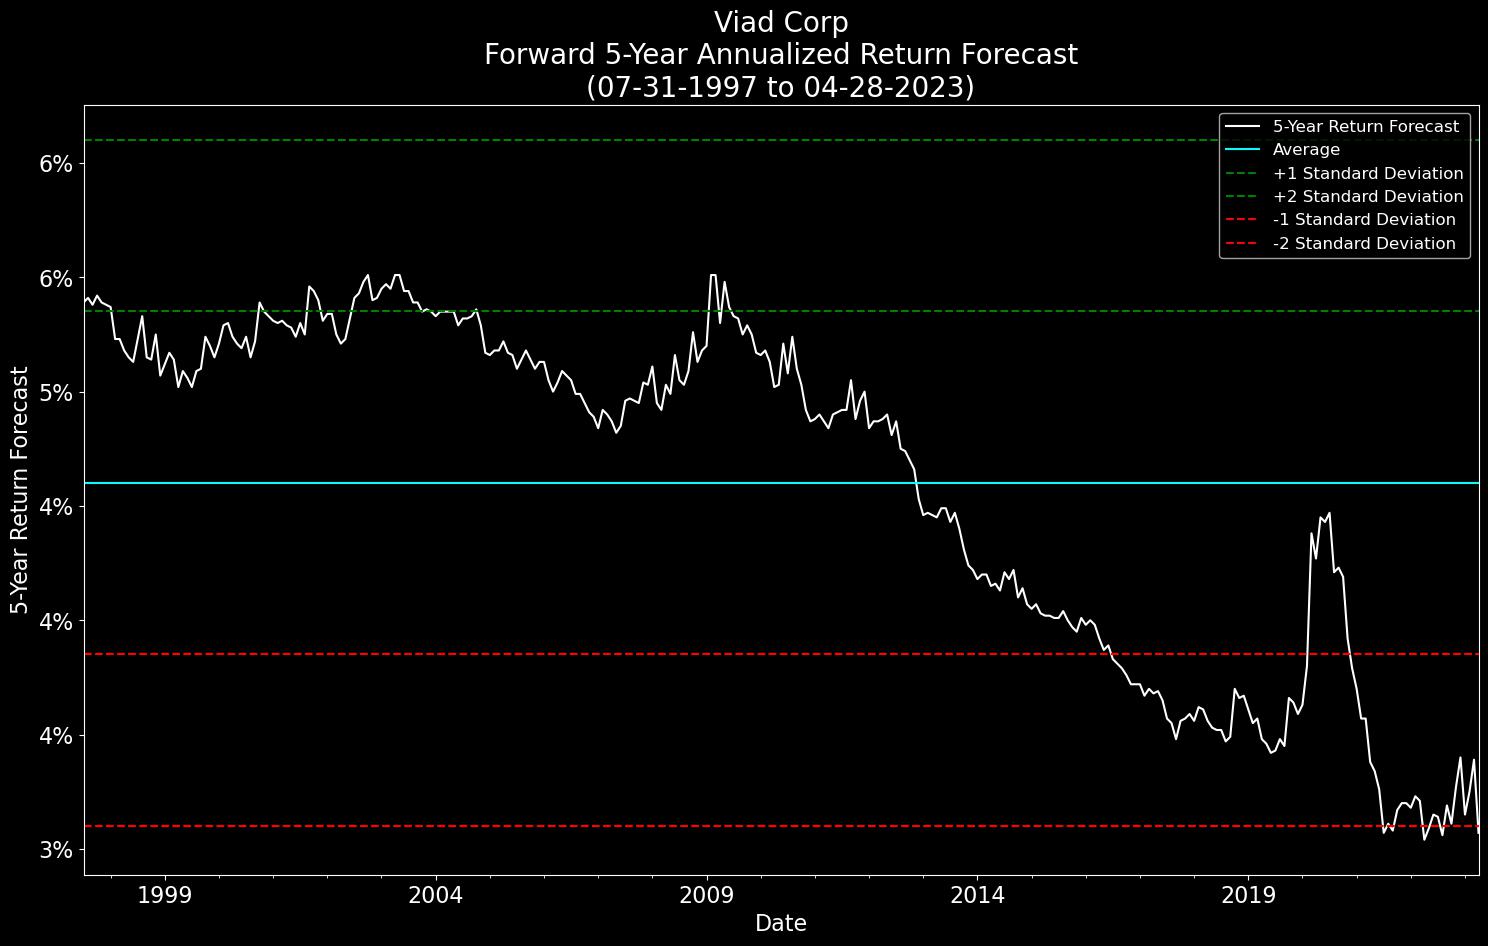 Viad Corp
Forward 5-Year Annualized Return Forecast
(07-31-1997 to 04-28-2023)
5-Year Return Forecast
Average
+1 Standard Deviation
+2 Standard Deviation
-1 Standard Deviation
-2 Standard Deviation
6%
6%
5%
4%
4%
4%
3%
5-Year Return Forecast
1999
2004
2009
2014
2019
Date